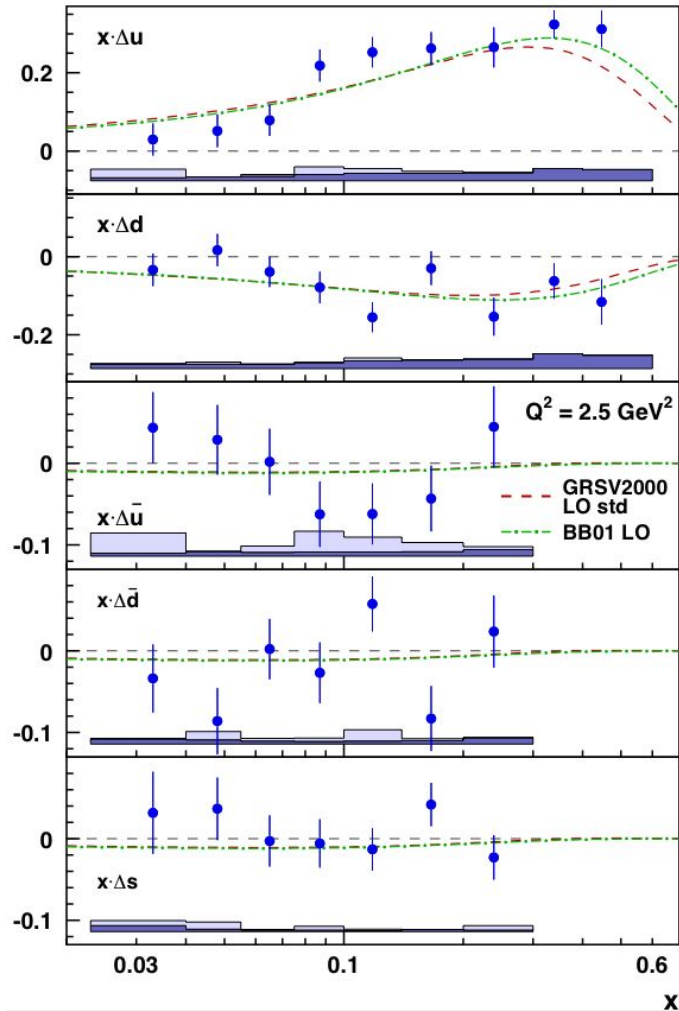 x·Δu
0.2
0
x·Δd
0
-0.2
Q² = 2.5 GeV²
0
GRSV2000
LO std
BB01 LO
x·Δū
-0.1
x·Δd̄
0
-0.1
0
x·Δs
-0.1
0.03 0.1 0.6
x